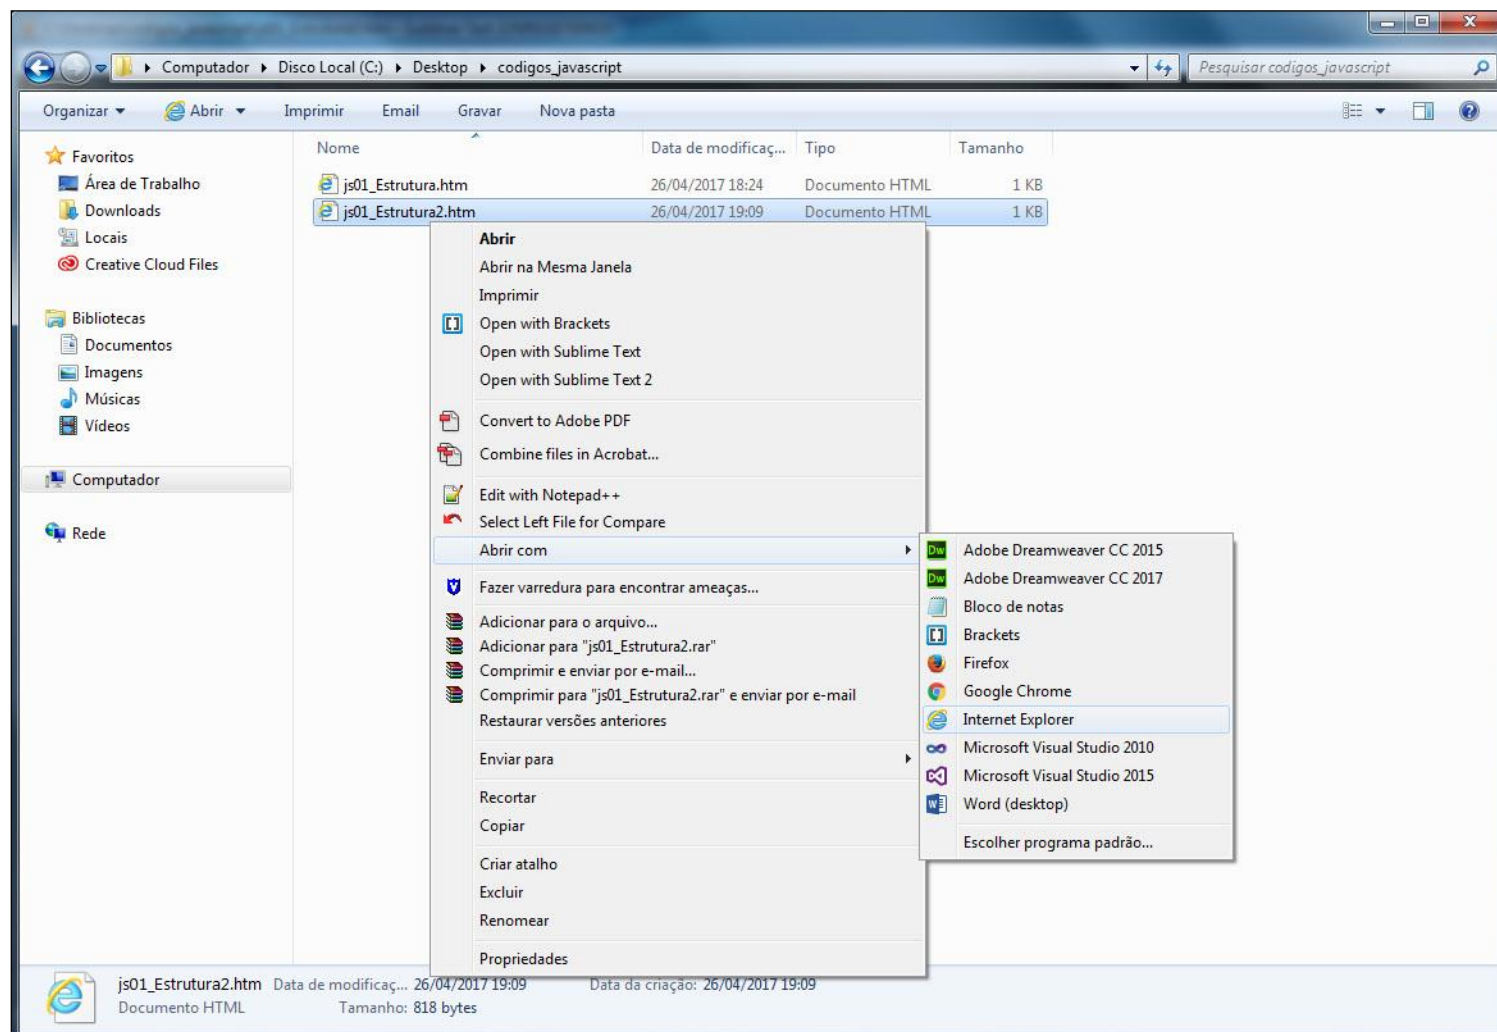 Computador Disco Local (C:) Desktop codigos_javascript Pesquisar codigos_javascript
Organizar Abrir Imprimir Email Gravar Nova pasta
Favoritos
Área de Trabalho
Downloads
Locais
Creative Cloud Files
Bibliotecas
Documentos
Imagens
Músicas
Vídeos
Computador
Rede
Nome Data de modificaç... Tipo Tamanho
js01_Estrutura.htm 26/04/2017 18:24 Documento HTML 1 KB
js01_Estrutura2.htm 26/04/2017 19:09 Documento HTML 1 KB
Abrir
Abrir na Mesma Janela
Imprimir
Open with Brackets
Open with Sublime Text
Open with Sublime Text 2
Convert to Adobe PDF
Combine files in Acrobat...
Edit with Notepad++
Select Left File for Compare
Abrir com
Fazer varredura para encontrar ameaças...
Adicionar para o arquivo...
Adicionar para "js01_Estrutura2.rar"
Comprimir e enviar por e-mail...
Comprimir para "js01_Estrutura2.rar" e enviar por e-mail
Restaurar versões anteriores
Enviar para
Recortar
Copiar
Criar atalho
Excluir
Renomear
Propriedades
Adobe Dreamweaver CC 2015
Adobe Dreamweaver CC 2017
Bloco de notas
Brackets
Firefox
Google Chrome
Internet Explorer
Microsoft Visual Studio 2010
Microsoft Visual Studio 2015
Word (desktop)
Escolher programa padrão...
js01_Estrutura2.htm Data de modificaç... 26/04/2017 19:09 Data da criação: 26/04/2017 19:09
Documento HTML Tamanho: 818 bytes